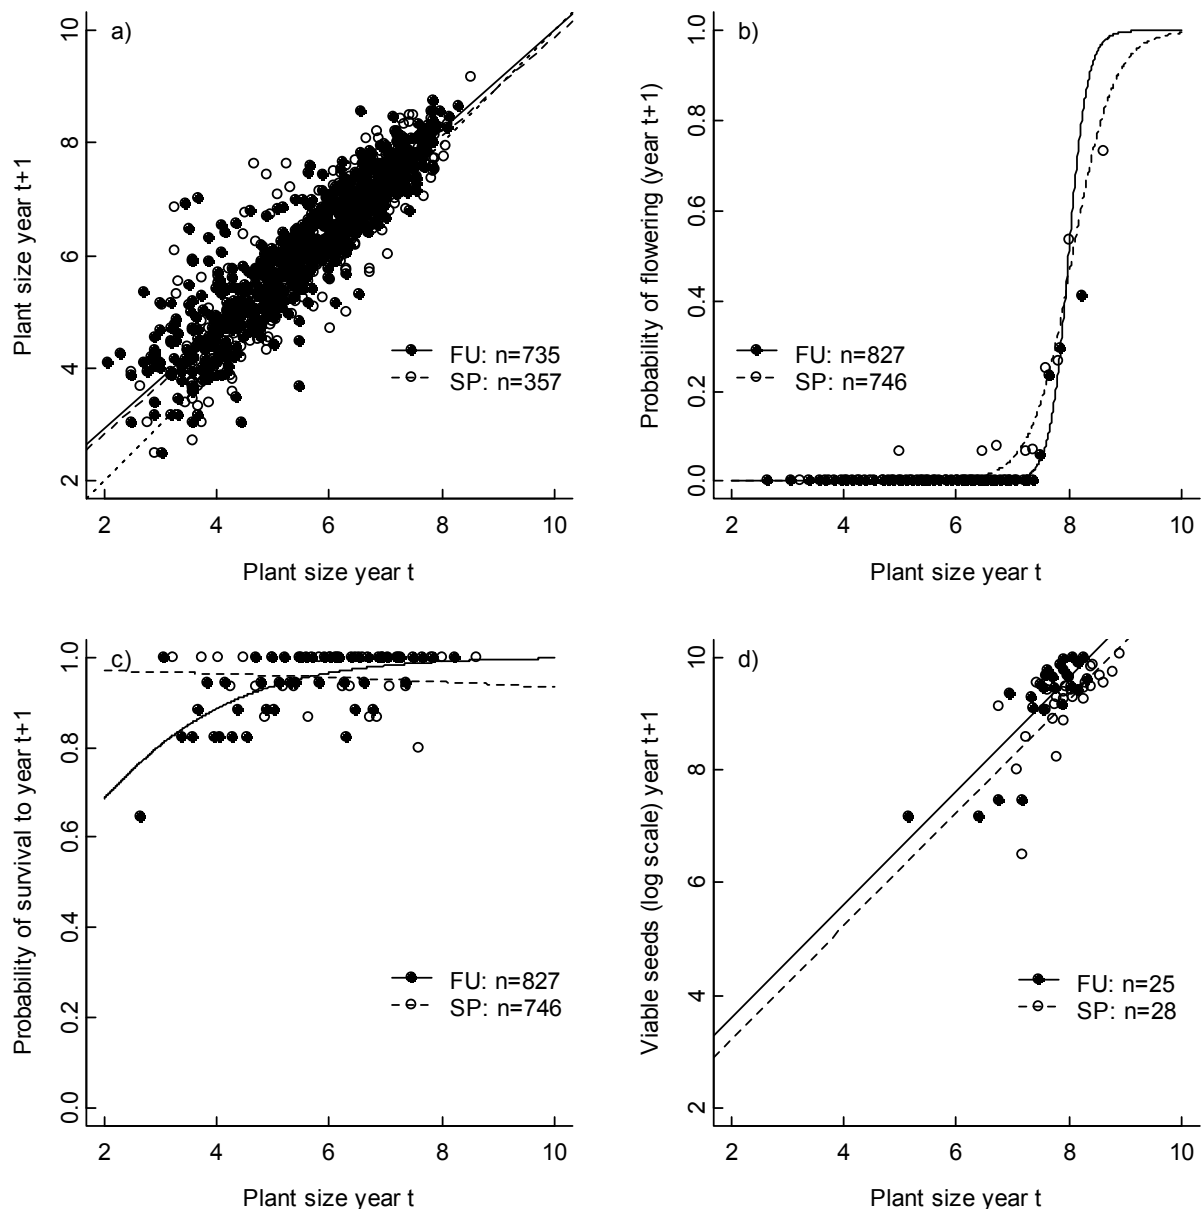 a)
Plant size year t+1
10
8
6
4
2
FU: n=735
SP: n=357
2 4 6 8 10
Plant size year t
b)
Probability of flowering (year t+1)
1.0
0.8
0.6
0.4
0.2
0.0
FU: n=827
SP: n=746
2 4 6 8 10
Plant size year t
c)
Probability of survival to year t+1
1.0
0.8
0.6
0.4
0.2
0.0
FU: n=827
SP: n=746
2 4 6 8 10
Plant size year t
d)
Viable seeds (log scale) year t+1
10
8
6
4
2
FU: n=25
SP: n=28
2 4 6 8 10
Plant size year t